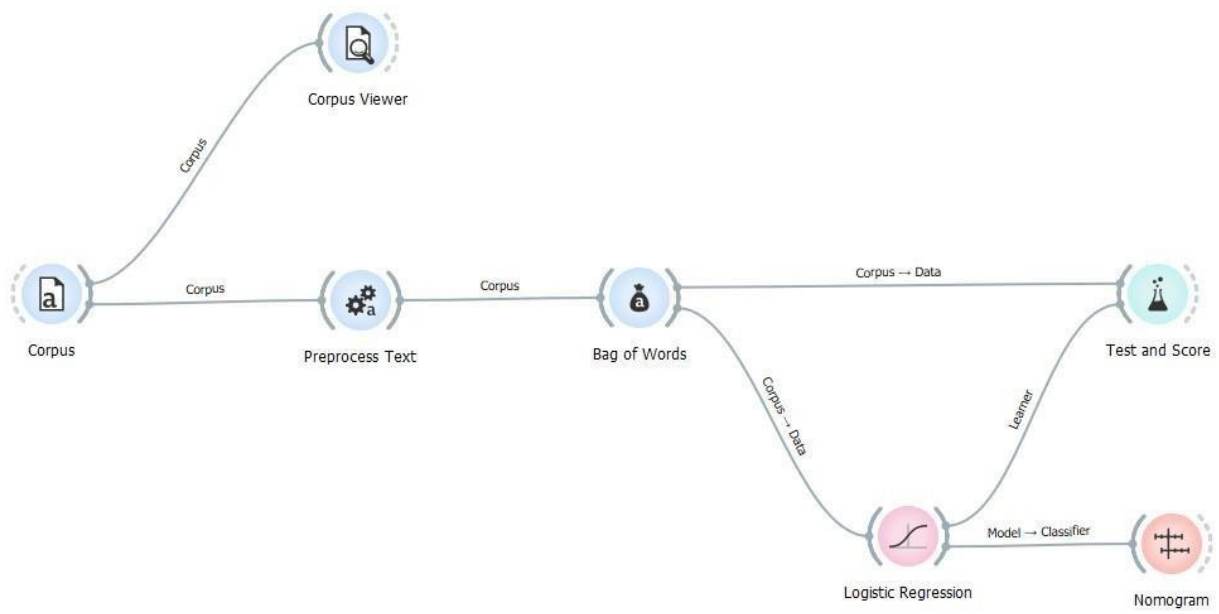 Corpus Viewer
Corpus
a
Corpus
Corpus
a
Preprocess Text
Corpus
a
Bag of Words
Corpus → Data
Test and Score
Corpus → Data
Learner
Logistic Regression
Model → Classifier
Nomogram